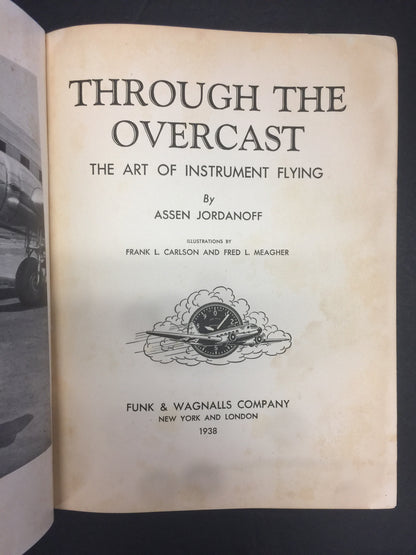 THROUGH THE
OVERCAST
THE ART OF INSTRUMENT FLYING
By
ASSEN JORDANOFF
ILLUSTRATIONS BY
FRANK L. CARLSON AND FRED L. MEAGHER
FUNK & WAGNALLS COMPANY
NEW YORK AND LONDON
1938